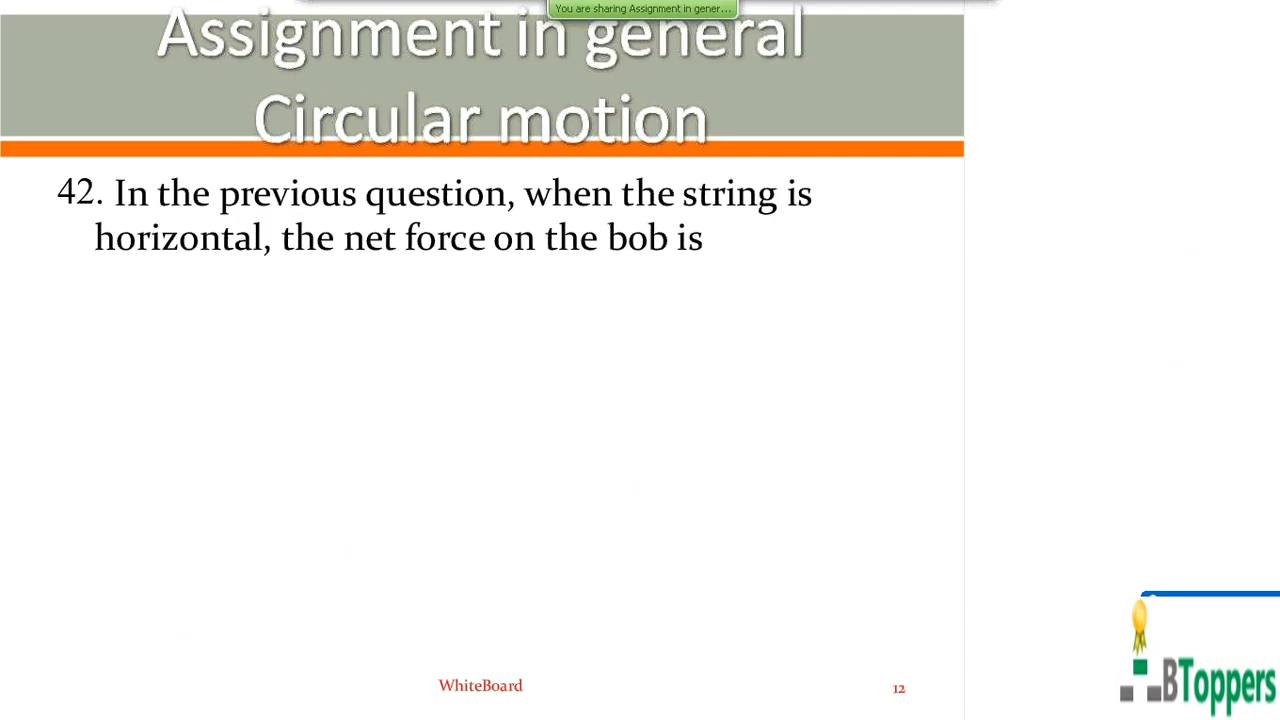 You are sharing Assignment in gener...
Assignment in general
Circular motion
42. In the previous question, when the string is
horizontal, the net force on the bob is
WhiteBoard
12
BToppers